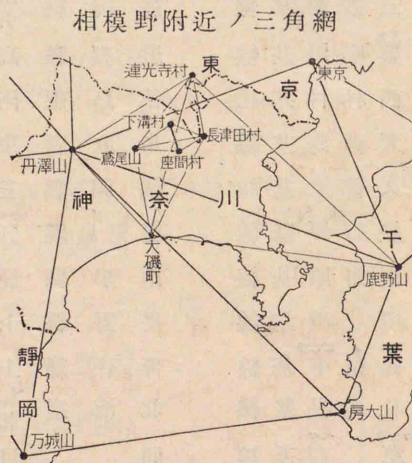 相模野附近ノ三角網
連光寺村
東京
東京
下溝村
長津田村
丹澤山
鳶尾山
座間村
神奈川
大磯町
千葉
鹿野山
靜岡
房大山
万城山